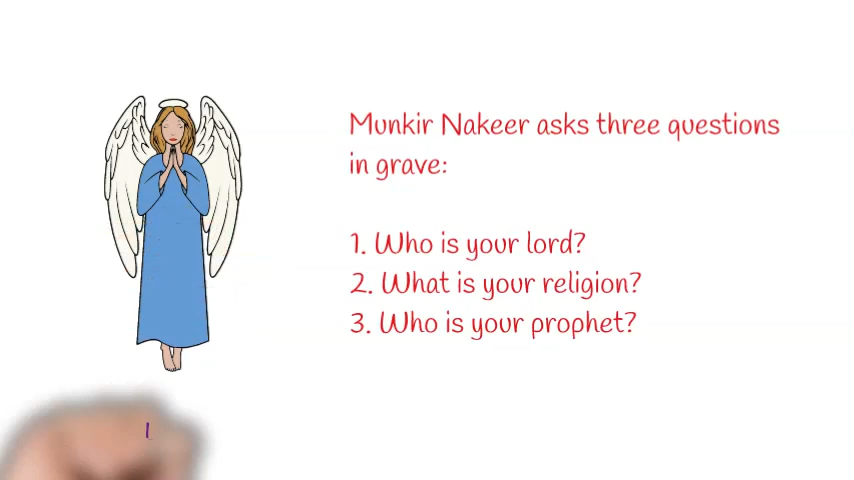 Munkir Nakeer asks three questions
in grave:
1. Who is your lord?
2. What is your religion?
3. Who is your prophet?